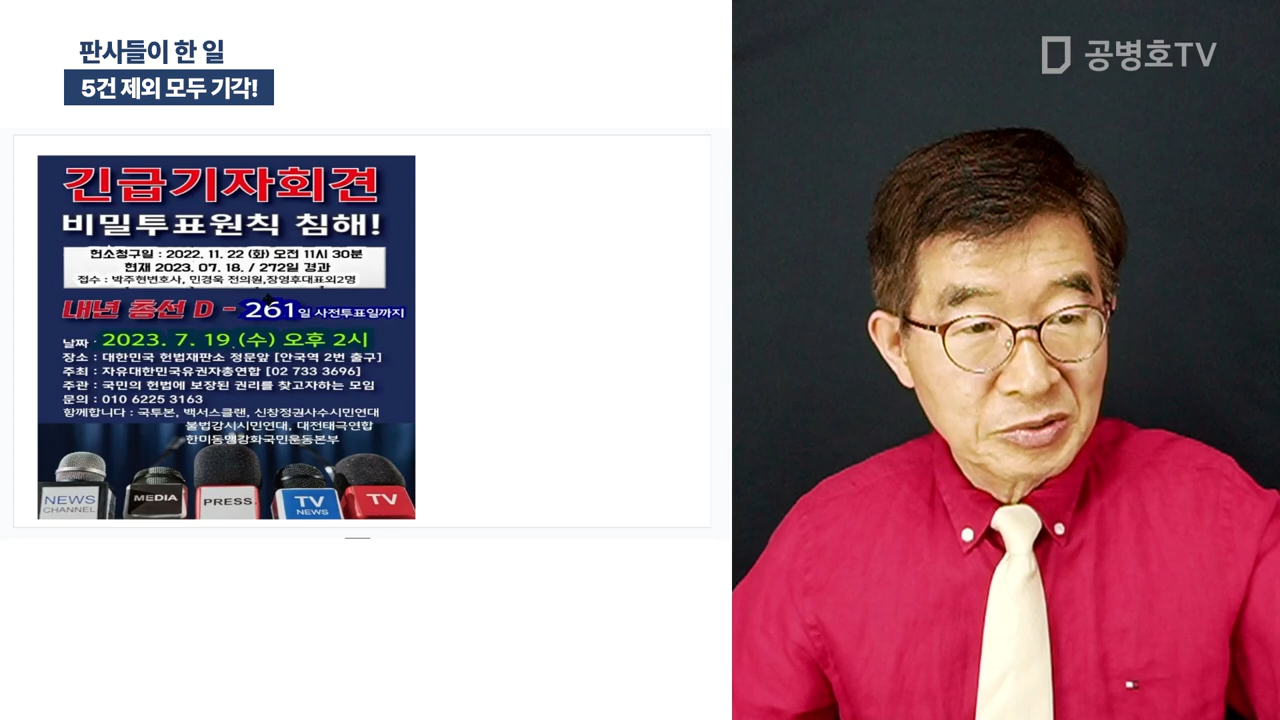 판사들이 한 일
5건 제외 모두 기각!
공병호TV
긴급기자회견
비밀투표원칙 침해!
헌소청구일 : 2022. 11. 22 (화) 오전 11시 30분
현재 2023. 07. 18. / 272일 경과
접수 : 박주현변호사, 민경욱 전의원,장영후대표외2명
내년 총선 D - 261일 사전투표일까지
날짜 : 2023. 7. 19 (수) 오후 2시
장소 : 대한민국 헌법재판소 정문앞 [안국역 2번 출구]
주최 : 자유대한민국유권자총연합 [02 733 3696]
주관 : 국민의 헌법에 보장된 권리를 찾고자하는 모임
문의 : 010 6225 3163
함께합니다 : 국투본, 백서스클랜, 신창정권사수시민연대
불법감시시민연대, 대전태극연합
한미동맹강화국민운동본부
NEWS
CHANNEL
MEDIA
PRESS
TV
NEWS
TV